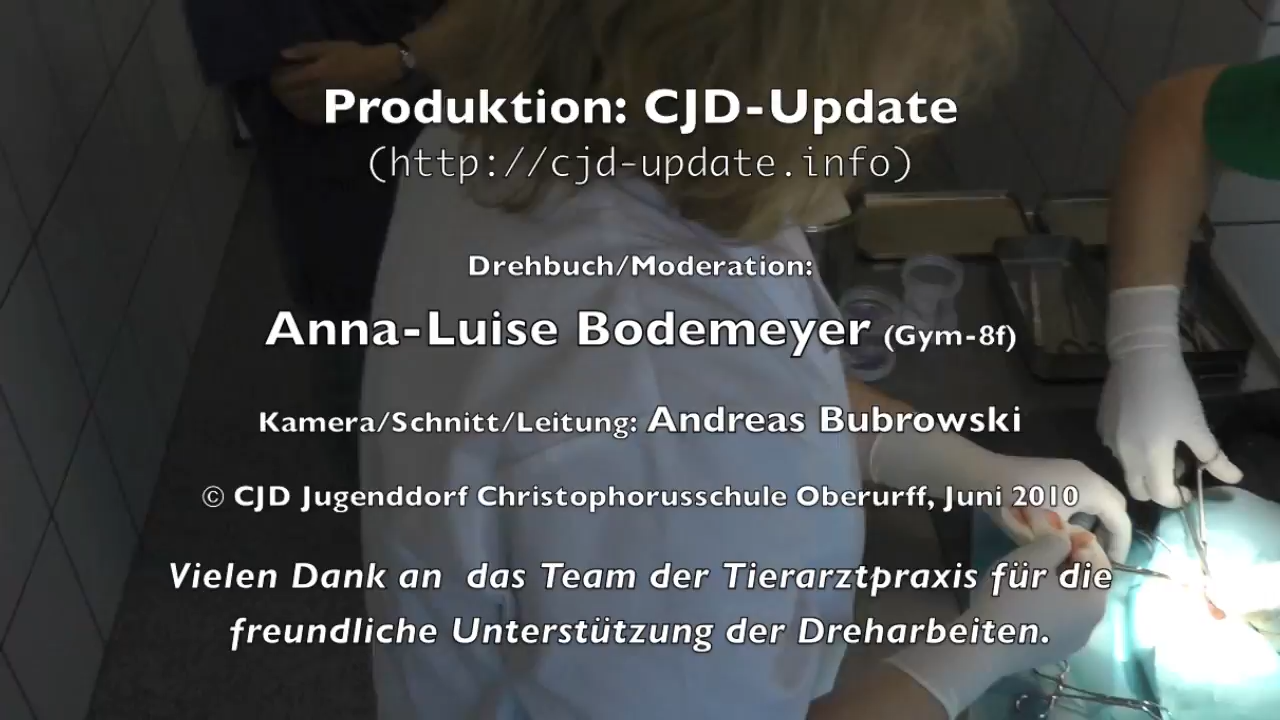 Produktion: CJD-Update
(http://cjd-update.info)
Drehbuch/Moderation:
Anna-Luise Bodemeyer (Gym-8f)
Kamera/Schnitt/Leitung: Andreas Bubrowski
© CJD Jugenddorf Christophorusschule Oberurff, Juni 2010
Vielen Dank an das Team der Tierarztpraxis für die
freundliche Unterstützung der Dreharbeiten.